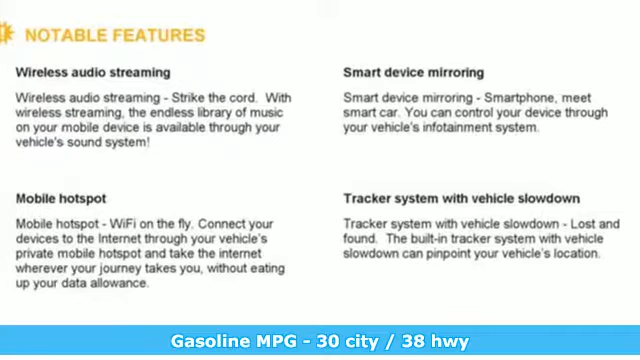 NOTABLE FEATURES
Wireless audio streaming
Wireless audio streaming - Strike the cord. With
wireless streaming, the endless library of music
on your mobile device is available through your
vehicle's sound system!
Smart device mirroring
Smart device mirroring - Smartphone, meet
smart car. You can control your device through
your vehicle's infotainment system.
Mobile hotspot
Mobile hotspot - WiFi on the fly. Connect your
devices to the Internet through your vehicle's
private mobile hotspot and take the internet
wherever your journey takes you, without eating
up your data allowance.
Tracker system with vehicle slowdown
Tracker system with vehicle slowdown - Lost and
found. The built-in tracker system with vehicle
slowdown can pinpoint your vehicle's location.
Gasoline MPG - 30 city / 38 hwy